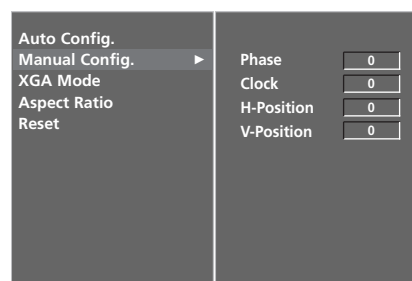 Auto Config.
Manual Config. ▶
XGA Mode
Aspect Ratio
Reset
Phase 0
Clock 0
H-Position 0
V-Position 0